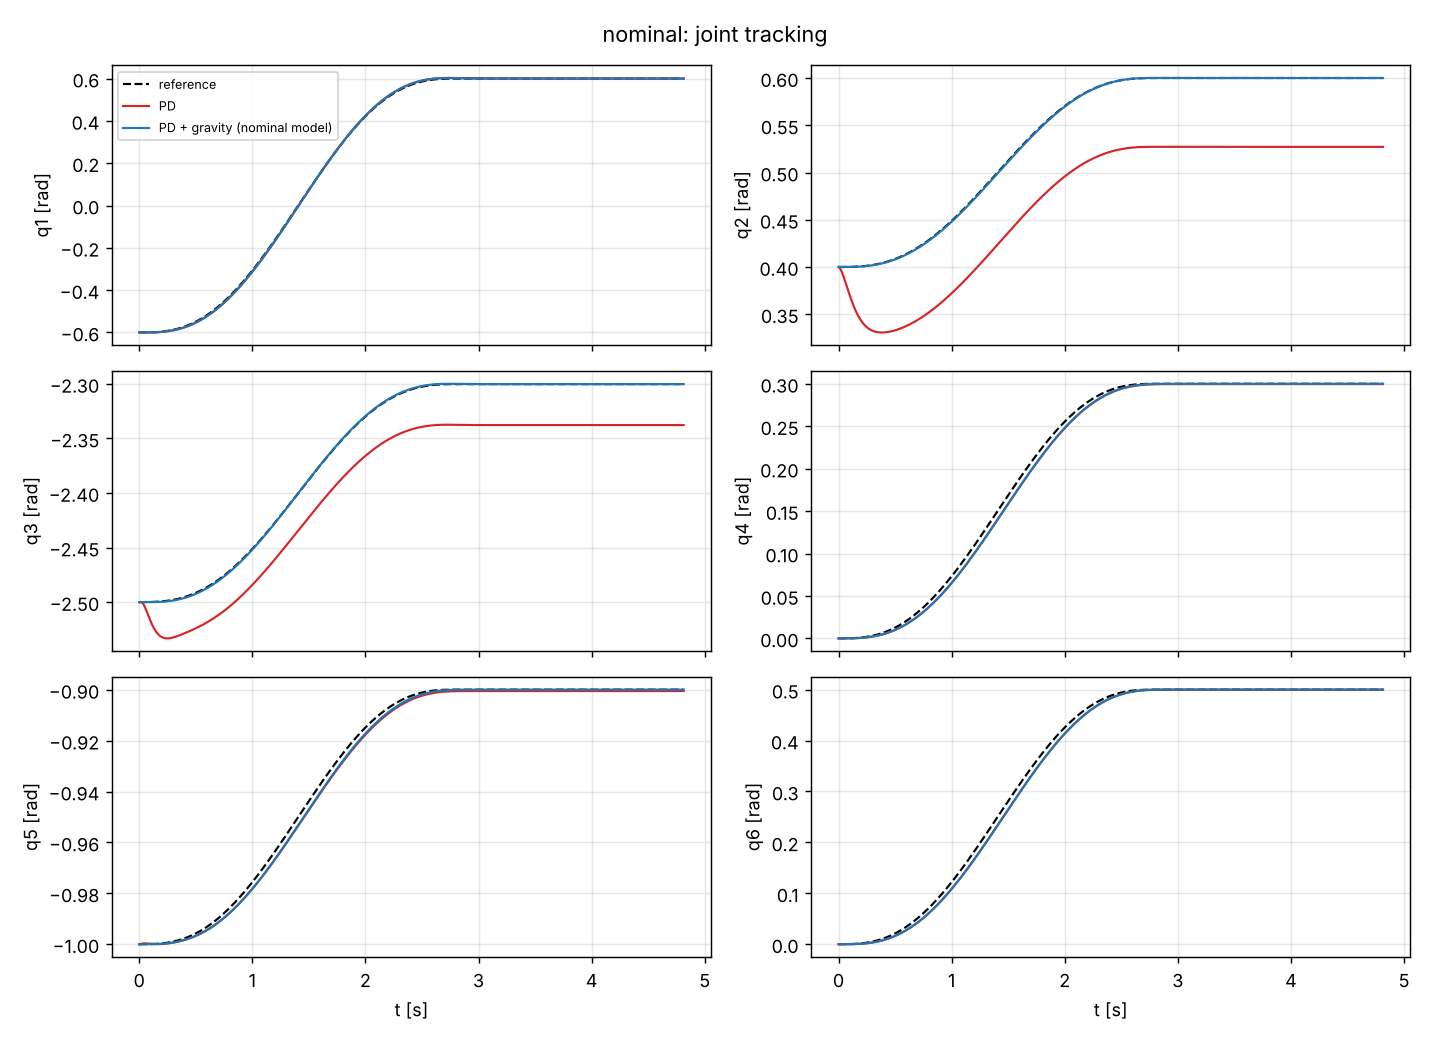 nominal: joint tracking
reference
PD
PD + gravity (nominal model)
q1 [rad]
0.6
0.4
0.2
0.0
−0.2
−0.4
−0.6
q2 [rad]
0.60
0.55
0.50
0.45
0.40
0.35
q3 [rad]
−2.30
−2.35
−2.40
−2.45
−2.50
q4 [rad]
0.30
0.25
0.20
0.15
0.10
0.05
0.00
q5 [rad]
−0.90
−0.92
−0.94
−0.96
−0.98
−1.00
0 1 2 3 4 5
t [s]
q6 [rad]
0.5
0.4
0.3
0.2
0.1
0.0
0 1 2 3 4 5
t [s]